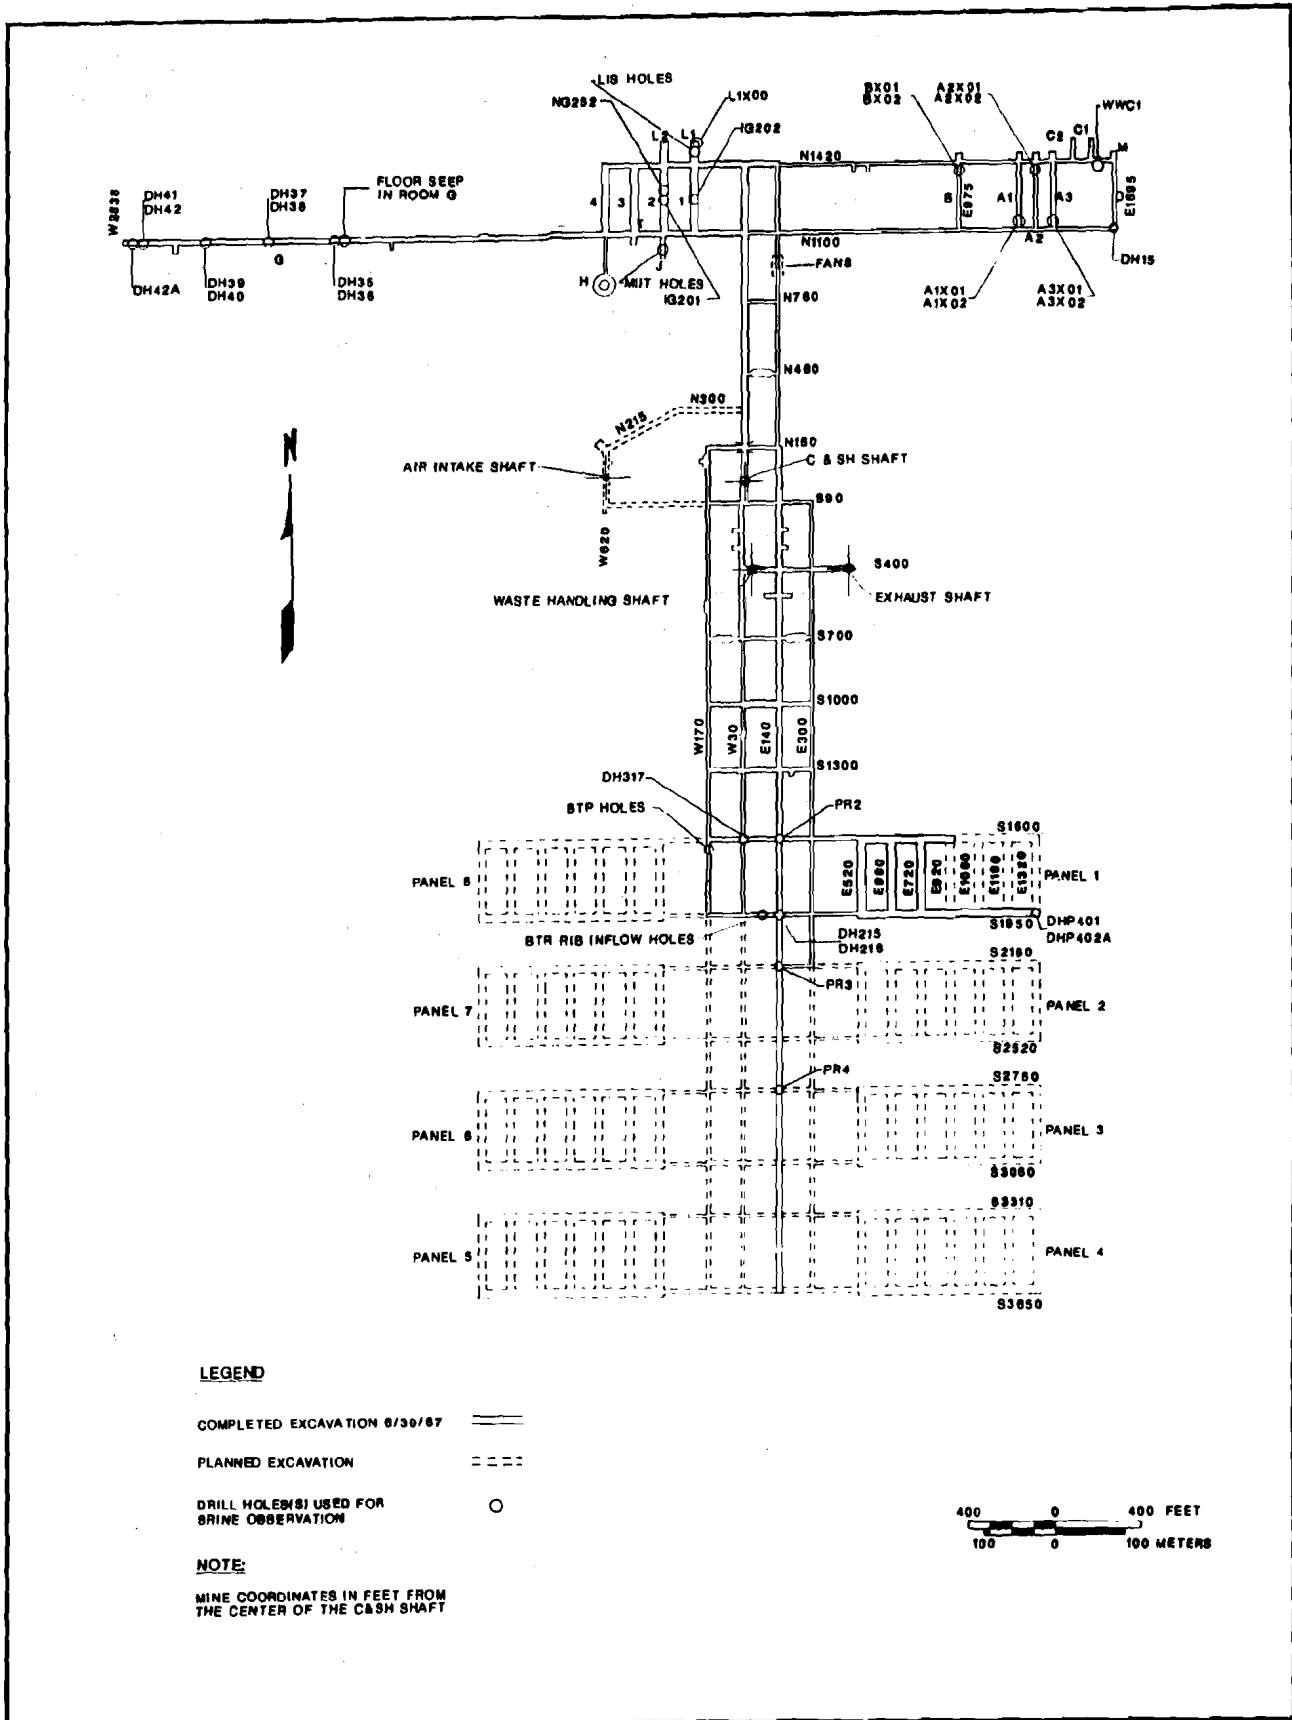 LIS HOLES
L1X00
NG252
IG202
L2
L1
BX01
BX02
A2X01
A2X02
WWC1
C2
C1
M
N1420
W2838
DH41
DH42
DH37
DH38
FLOOR SEEP
IN ROOM G
4
3
2
1
T
B
E975
A1
A3
A2
E1695
N1100
DH42A
DH39
DH40
G
DH35
DH36
H
J
MIIT HOLES
IG201
FANS
DH15
A1X01
A1X02
A3X01
A3X02
N760
N460
N300
N215
N150
AIR INTAKE SHAFT
C & SH SHAFT
N
S90
W620
S400
WASTE HANDLING SHAFT
EXHAUST SHAFT
S700
S1000
W170
W30
E140
E300
S1300
DH317
BTP HOLES
PR2
S1600
PANEL 8
E520
E720
E1190
E1320
PANEL 1
S1950
DHP401
DHP402A
BTR RIB INFLOW HOLES
DH215
DH216
S2180
PR3
PANEL 7
PANEL 2
S2520
S2750
PR4
PANEL 6
PANEL 3
S3080
S3310
PANEL 5
PANEL 4
S3650
LEGEND
COMPLETED EXCAVATION 6/30/87
PLANNED EXCAVATION
DRILL HOLES(S) USED FOR
BRINE OBSERVATION
400 0 400 FEET
100 0 100 METERS
NOTE:
MINE COORDINATES IN FEET FROM
THE CENTER OF THE C&SH SHAFT